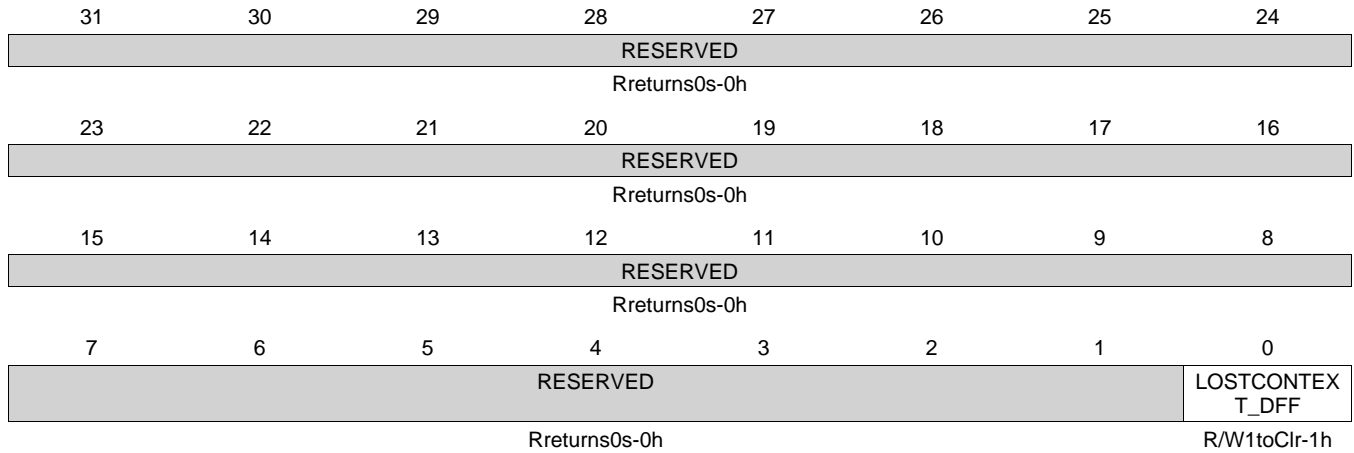 31 30 29 28 27 26 25 24
RESERVED
Rreturns0s-0h
23 22 21 20 19 18 17 16
RESERVED
Rreturns0s-0h
15 14 13 12 11 10 9 8
RESERVED
Rreturns0s-0h
7 6 5 4 3 2 1 0
RESERVED LOSTCONTEX
T_DFF
Rreturns0s-0h R/W1toClr-1h